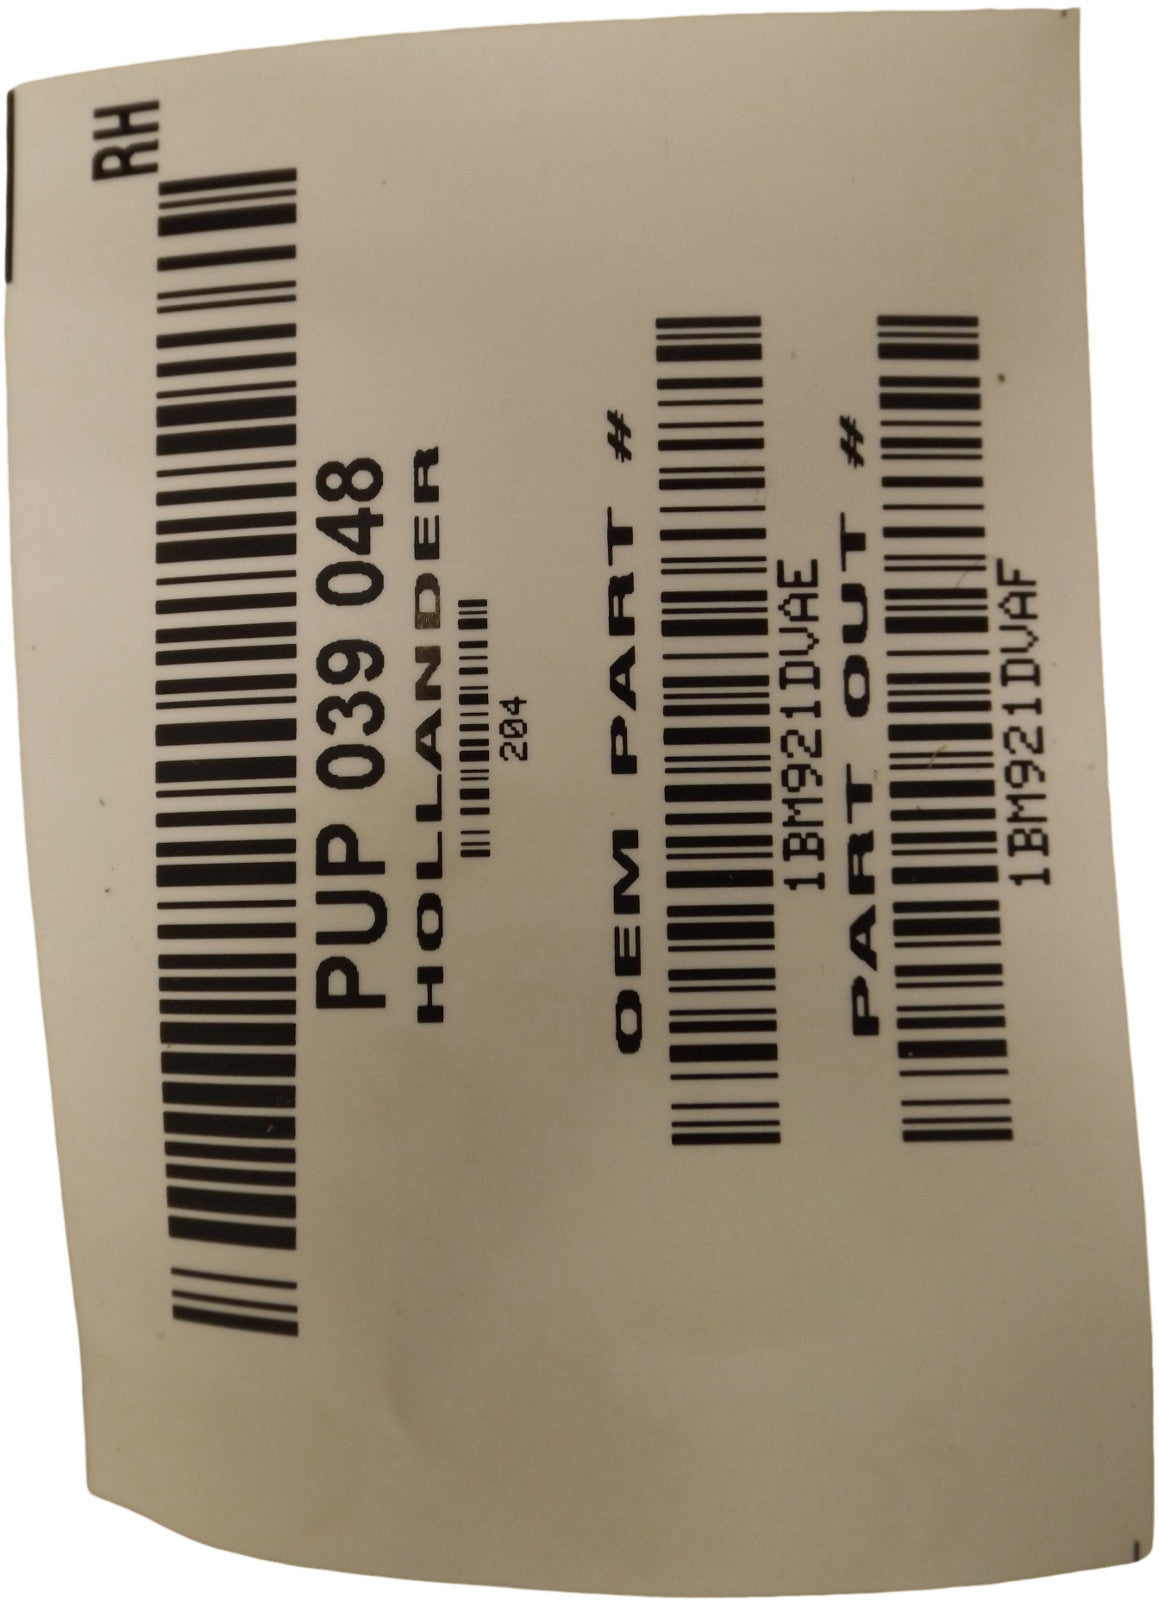 RH
PUP 039 048
HOLLANDER
204
OEM PART #
1BM921DVAE
PART OUT #
1BM921DVAF